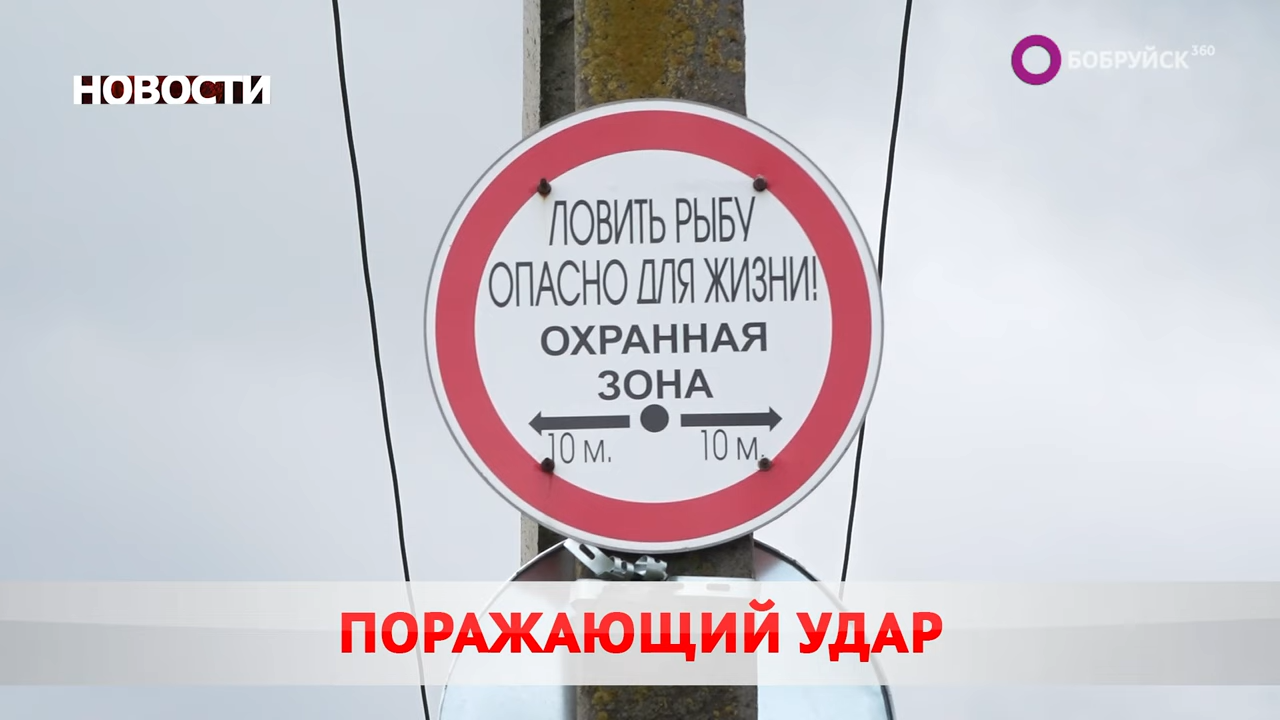 НОВОСТИ
БОБРУЙСК 360
ЛОВИТЬ РЫБУ
ОПАСНО ДЛЯ ЖИЗНИ!
ОХРАННАЯ
ЗОНА
10 м. 10 м.
ПОРАЖАЮЩИЙ УДАР